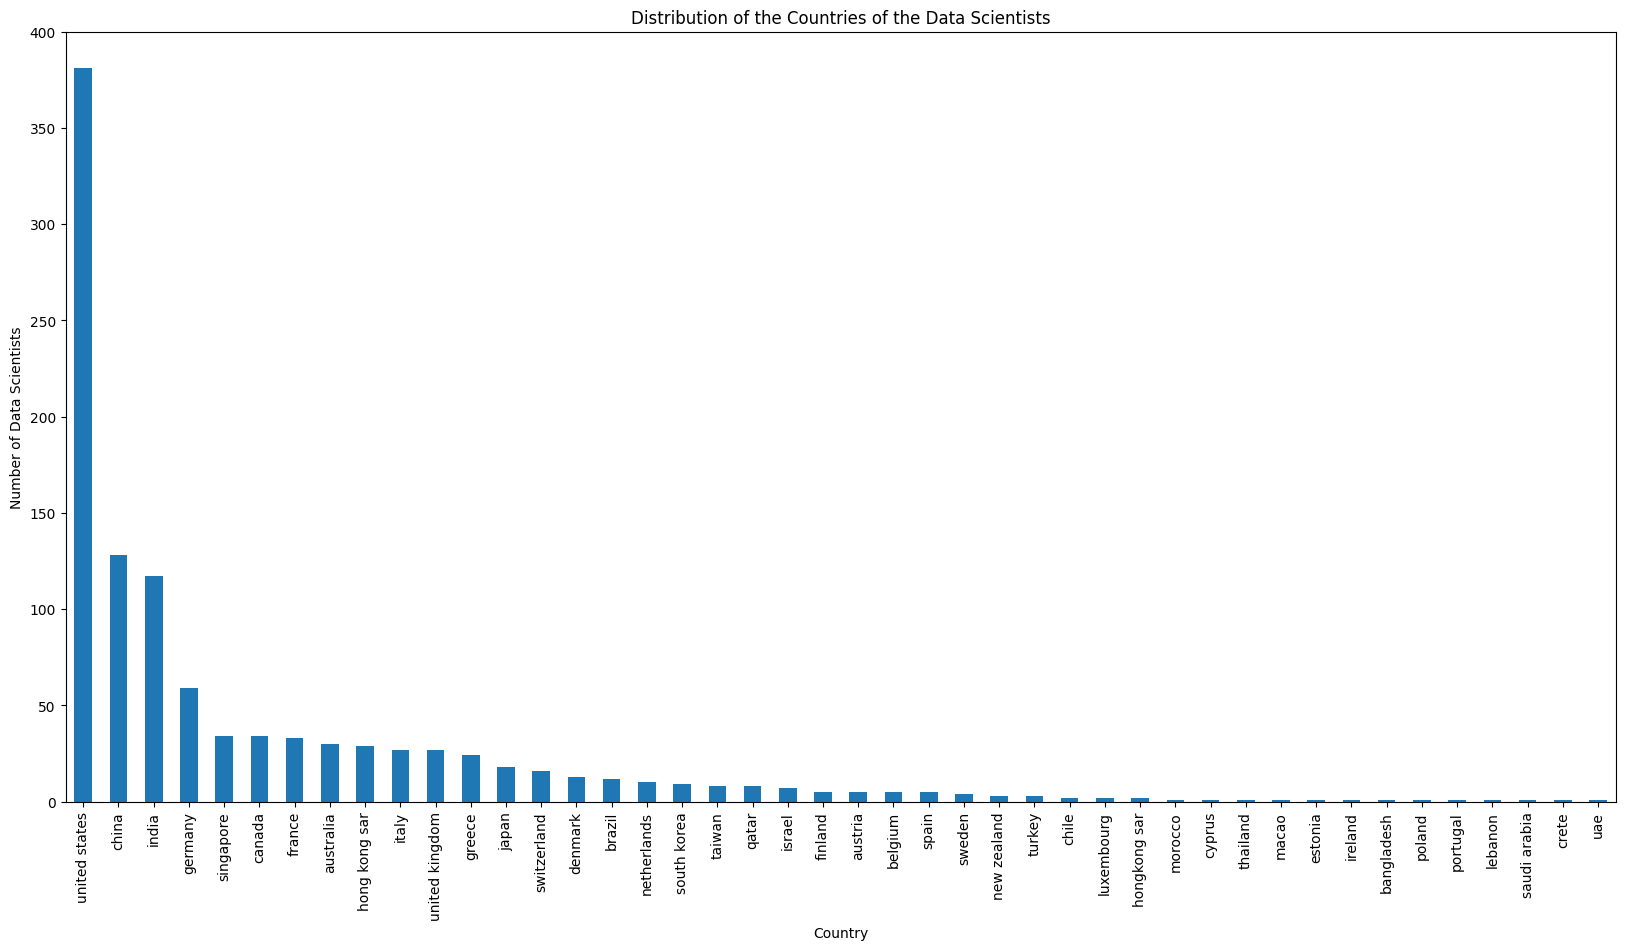 Distribution of the Countries of the Data Scientists
400
350
300
250
200
150
100
50
0
Number of Data Scientists
united states
china
india
germany
singapore
canada
france
australia
hong kong sar
italy
united kingdom
greece
japan
switzerland
denmark
brazil
netherlands
south korea
taiwan
qatar
israel
finland
austria
belgium
spain
sweden
new zealand
turkey
chile
luxembourg
hongkong sar
morocco
cyprus
thailand
macao
estonia
ireland
bangladesh
poland
portugal
lebanon
saudi arabia
crete
uae
Country